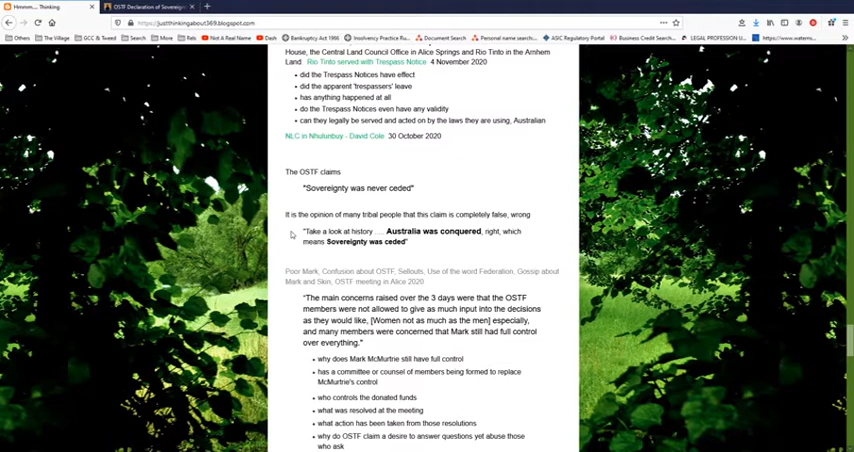 Hmmm.... Thinking
OSTF Declaration of Sovereign
https://justthinkingabout369.blogspot.com
Others
The Village
GCC & Tweed
Search
More
Not A Real Name
Dash
Bankruptcy Act 1966
Insolvency Practice Ru...
Document Search
Personal name search...
ASIC Regulatory Portal
Business Credit Search...
LEGAL PROFESSION U...
https://www.waterns...
House, the Central Land Council Office in Alice Springs and Rio Tinto in the Arnhem
Land Rio Tinto served with Trespass Notice 4 November 2020
• did the Trespass Notices have effect
• did the apparent 'trespassers' leave
• has anything happened at all
• do the Trespass Notices even have any validity
• can they legally be served and acted on by the laws they are using, Australian
NLC in Nhulunbuy - David Cole 30 October 2020
The OSTF claims
"Sovereignty was never ceded"
It is the opinion of many tribal people that this claim is completely false, wrong
"Take a look at history .... Australia was conquered, right, which
means Sovereignty was ceded"
Poor Mark, Confusion about OSTF, Sellouts, Use of the word Federation, Gossip about
Mark and Skin, OSTF meeting in Alice 2020
"The main concerns raised over the 3 days were that the OSTF
members were not allowed to give as much input into the decisions
as they would like, [Women not as much as the men] especially,
and many members were concerned that Mark still had full control
over everything."
• why does Mark McMurtrie still have full control
• has a committee or counsel of members being formed to replace
McMurtrie's control
• who controls the donated funds
• what was resolved at the meeting
• what action has been taken from those resolutions
• why do OSTF claim a desire to answer questions yet abuse those
who ask